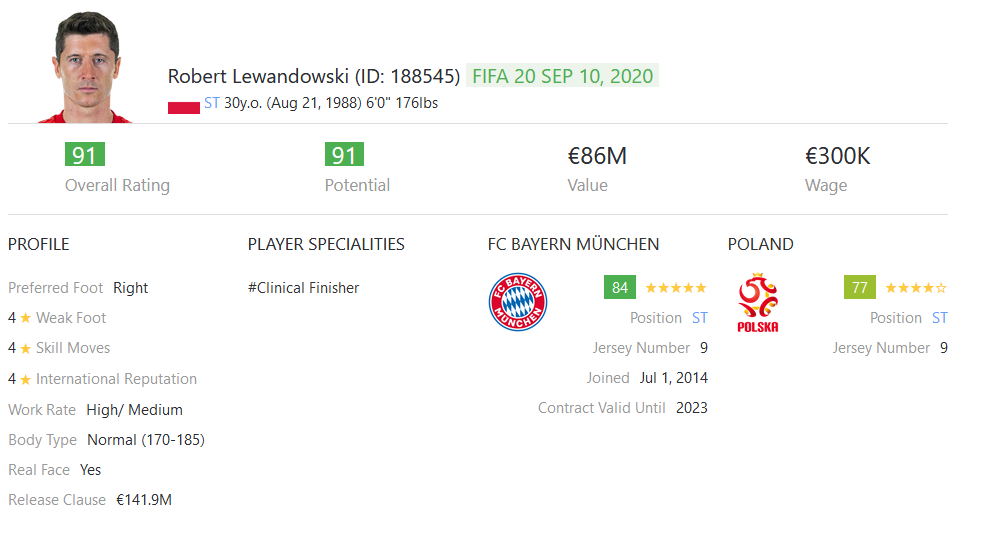 Robert Lewandowski (ID: 188545) FIFA 20 SEP 10, 2020
ST 30y.o. (Aug 21, 1988) 6'0" 176lbs
91
Overall Rating
91
Potential
€86M
Value
€300K
Wage
PROFILE
Preferred Foot Right
4 ★ Weak Foot
4 ★ Skill Moves
4 ★ International Reputation
Work Rate High/ Medium
Body Type Normal (170-185)
Real Face Yes
Release Clause €141.9M
PLAYER SPECIALITIES
#Clinical Finisher
FC BAYERN MÜNCHEN
FC BAYERN
MÜNCHEN
84 ★★★★★
Position ST
Jersey Number 9
Joined Jul 1, 2014
Contract Valid Until 2023
POLAND
POLSKA
77 ★★★★☆
Position ST
Jersey Number 9